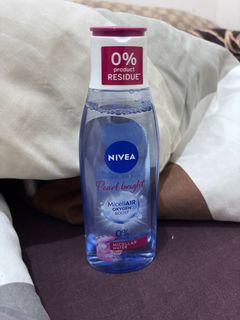 0%
product
RESIDUE*
NIVEA
Pearl bright
MicellAIR
OXYGEN
BOOST
0%
MICELLAR
WATER